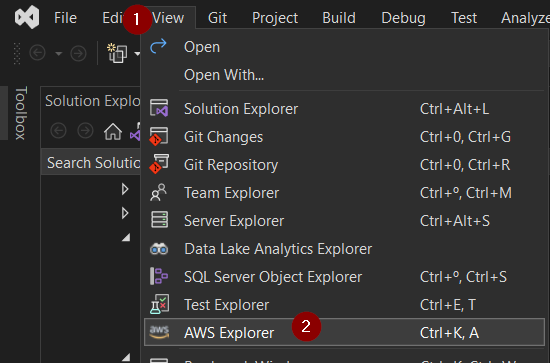 File Edi 1 View Git Project Build Debug Test Analyze
Open
Open With...
Toolbox
Solution Explo
Solution Explorer Ctrl+Alt+L
Git Changes Ctrl+0, Ctrl+G
Search Solutio
Git Repository Ctrl+0, Ctrl+R
Team Explorer Ctrl+º, Ctrl+M
Server Explorer Ctrl+Alt+S
Data Lake Analytics Explorer
SQL Server Object Explorer Ctrl+º, Ctrl+S
Test Explorer Ctrl+E, T
aws AWS Explorer 2 Ctrl+K, A